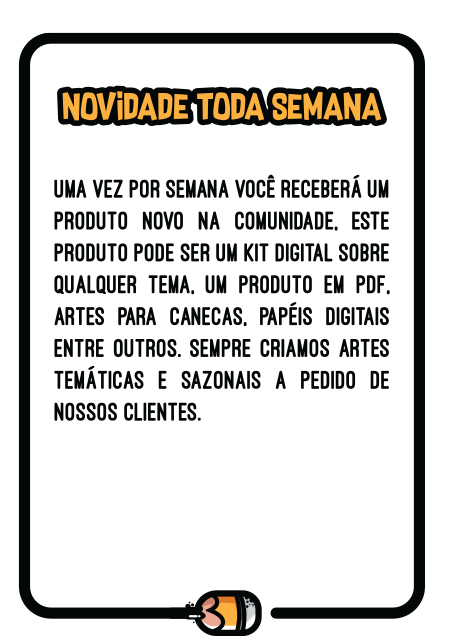 NOViDADE TODA SEMANA
UMA VEZ POR SEMANA VOCÊ RECEBERÁ UM
PRODUTO NOVO NA COMUNIDADE, ESTE
PRODUTO PODE SER UM KIT DIGITAL SOBRE
QUALQUER TEMA, UM PRODUTO EM PDF,
ARTES PARA CANECAS, PAPÉIS DIGITAIS
ENTRE OUTROS. SEMPRE CRIAMOS ARTES
TEMÁTICAS E SAZONAIS A PEDIDO DE
NOSSOS CLIENTES.